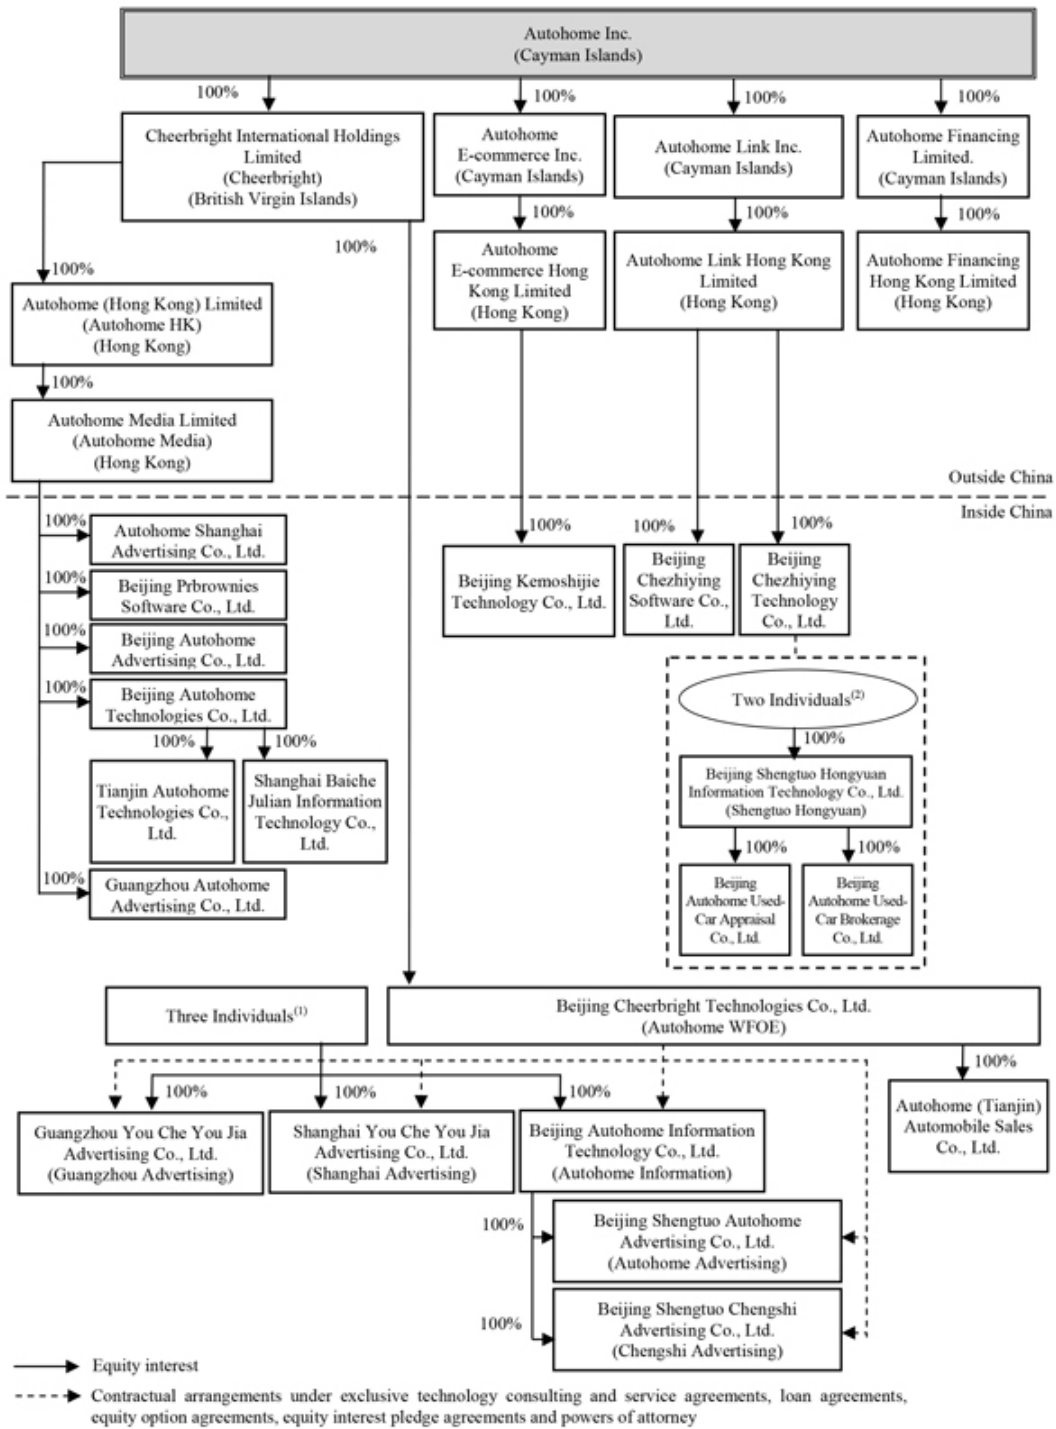 Autohome Inc.
(Cayman Islands)
100%
100%
100%
100%
Cheerbright International Holdings
Limited
(Cheerbright)
(British Virgin Islands)
Autohome
E-commerce Inc.
(Cayman Islands)
Autohome Link Inc.
(Cayman Islands)
Autohome Financing
Limited.
(Cayman Islands)
100%
100%
100%
100%
100%
Autohome (Hong Kong) Limited
(Autohome HK)
(Hong Kong)
Autohome
E-commerce Hong
Kong Limited
(Hong Kong)
Autohome Link Hong Kong
Limited
(Hong Kong)
Autohome Financing
Hong Kong Limited
(Hong Kong)
100%
Autohome Media Limited
(Autohome Media)
(Hong Kong)
Outside China
Inside China
100%
Autohome Shanghai
Advertising Co., Ltd.
100%
Beijing Prbrownies
Software Co., Ltd.
100%
Beijing Autohome
Advertising Co., Ltd.
100%
Beijing Autohome
Technologies Co., Ltd.
100%
100%
Tianjin Autohome
Technologies Co.,
Ltd.
Shanghai Baiche
Julian Information
Technology Co.,
Ltd.
100%
Guangzhou Autohome
Advertising Co., Ltd.
100%
100%
100%
Beijing Kemoshijie
Technology Co., Ltd.
Beijing
Chezhiying
Software Co.,
Ltd.
Beijing
Chezhiying
Technology
Co., Ltd.
Two Individuals(2)
100%
Beijing Shengtuo Hongyuan
Information Technology Co., Ltd.
(Shengtuo Hongyuan)
100%
100%
Beijing
Autohome Used-
Car Appraisal
Co., Ltd.
Beijing
Autohome Used-
Car Brokerage
Co., Ltd.
Three Individuals(1)
Beijing Cheerbright Technologies Co., Ltd.
(Autohome WFOE)
100%
100%
100%
100%
Guangzhou You Che You Jia
Advertising Co., Ltd.
(Guangzhou Advertising)
Shanghai You Che You Jia
Advertising Co., Ltd.
(Shanghai Advertising)
Beijing Autohome Information
Technology Co., Ltd.
(Autohome Information)
Autohome (Tianjin)
Automobile Sales
Co., Ltd.
100%
Beijing Shengtuo Autohome
Advertising Co., Ltd.
(Autohome Advertising)
100%
Beijing Shengtuo Chengshi
Advertising Co., Ltd.
(Chengshi Advertising)
Equity interest
Contractual arrangements under exclusive technology consulting and service agreements, loan agreements,
equity option agreements, equity interest pledge agreements and powers of attorney